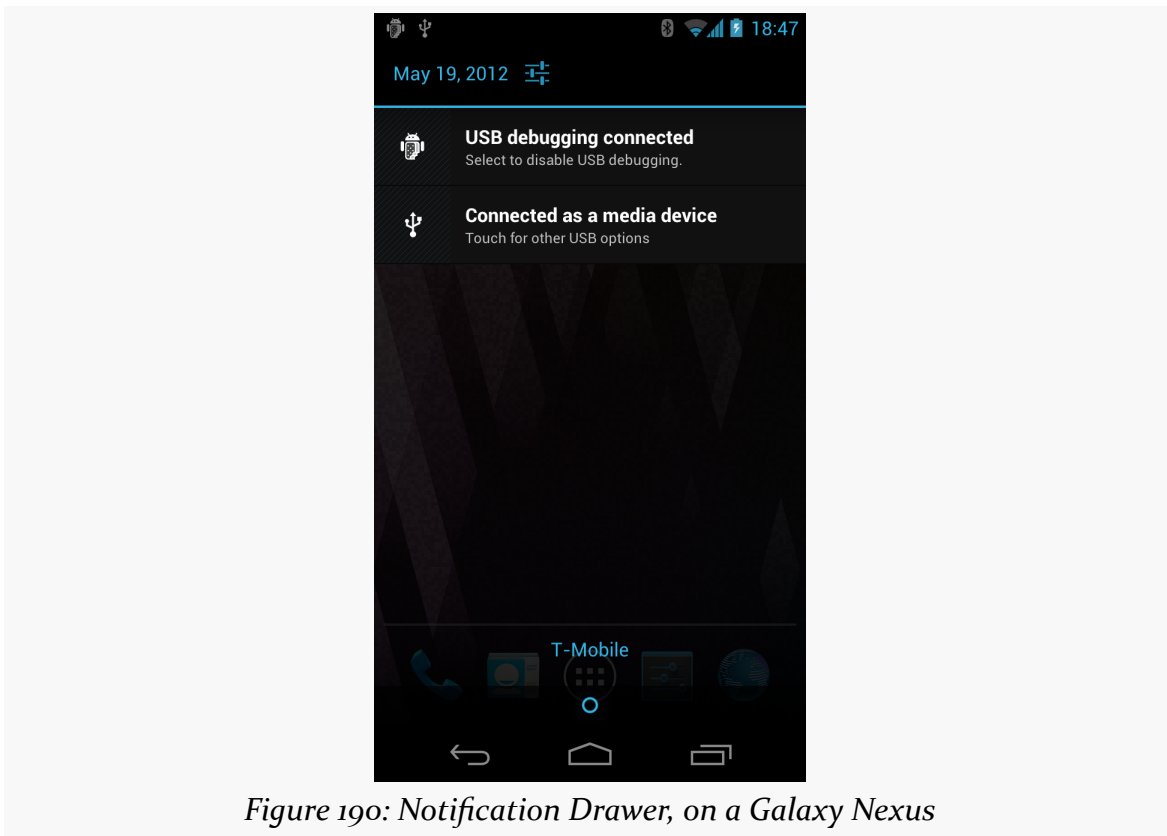 18:47
May 19, 2012
USB debugging connected
Select to disable USB debugging.
Connected as a media device
Touch for other USB options
T-Mobile
Figure 190: Notification Drawer, on a Galaxy Nexus